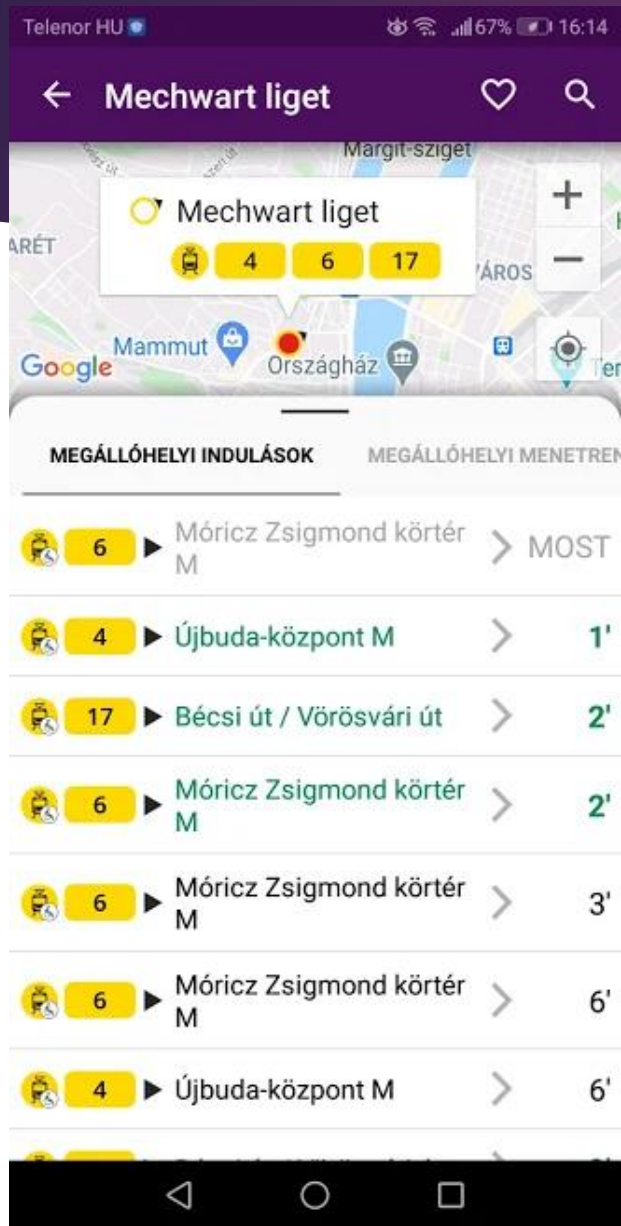 Telenor HU 67% 16:14
Mechwart liget
Margit-sziget
Mechwart liget
4 6 17
ÁROS
Mammut
Országház
Google
MEGÁLLÓHELYI INDULÁSOK MEGÁLLÓHELYI MENETREN
6 Móricz Zsigmond körtér MOST
M
4 Újbuda-központ M 1'
17 Bécsi út / Vörösvári út 2'
6 Móricz Zsigmond körtér 2'
M
6 Móricz Zsigmond körtér 3'
M
6 Móricz Zsigmond körtér 6'
M
4 Újbuda-központ M 6'